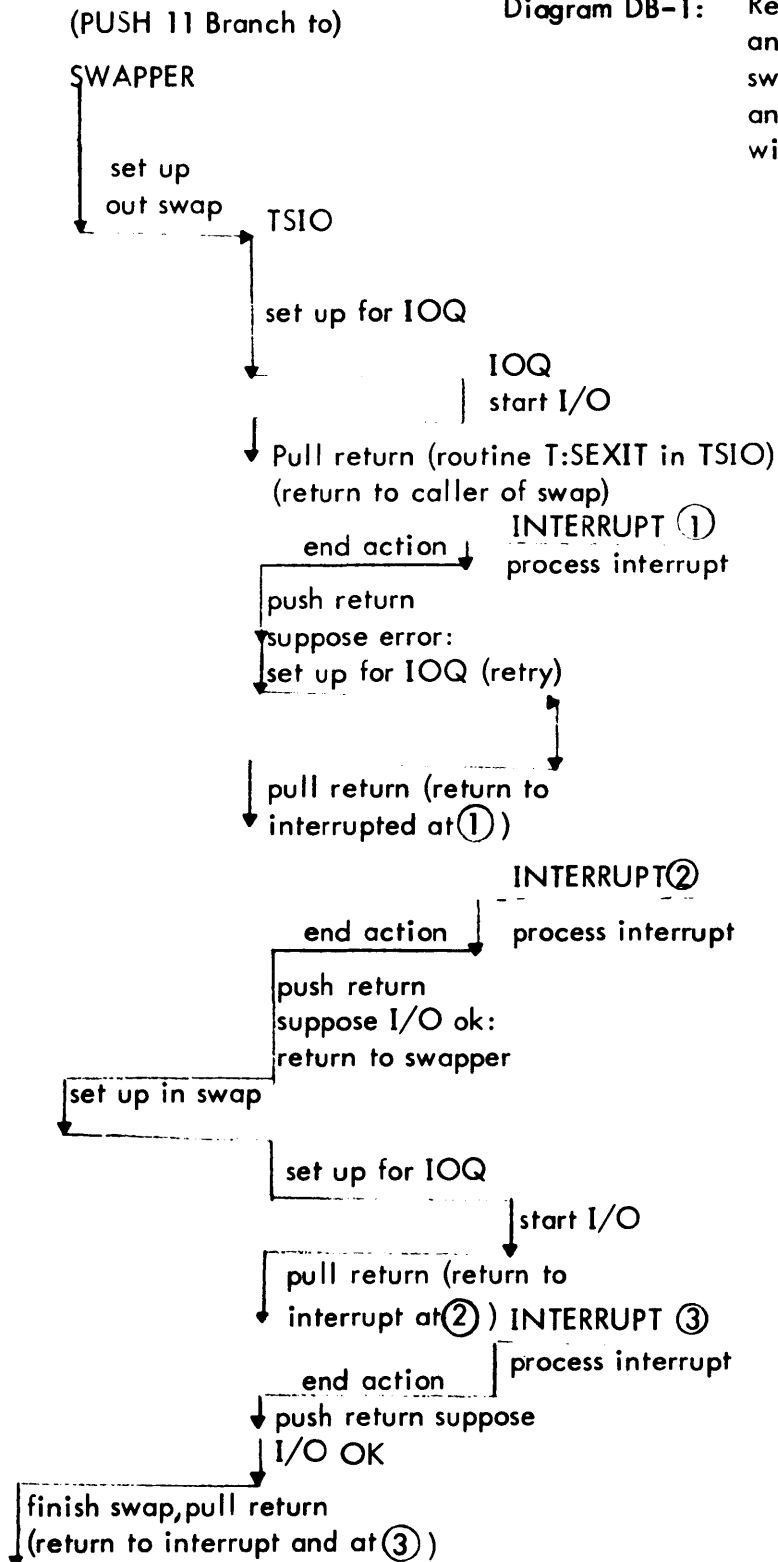 (PUSH 11 Branch to)
Diagram DB-1: Re
an
sw
an
wi
SWAPPER
set up
out swap
TSIO
set up for IOQ
IOQ
start I/O
Pull return (routine T:SEXIT in TSIO)
(return to caller of swap)
INTERRUPT ①
end action
process interrupt
push return
suppose error:
set up for IOQ (retry)
pull return (return to
interrupted at ①)
INTERRUPT ②
end action
process interrupt
push return
suppose I/O ok:
return to swapper
set up in swap
set up for IOQ
start I/O
pull return (return to
interrupt at ②)
INTERRUPT ③
process interrupt
end action
push return suppose
I/O OK
finish swap, pull return
(return to interrupt and at ③)